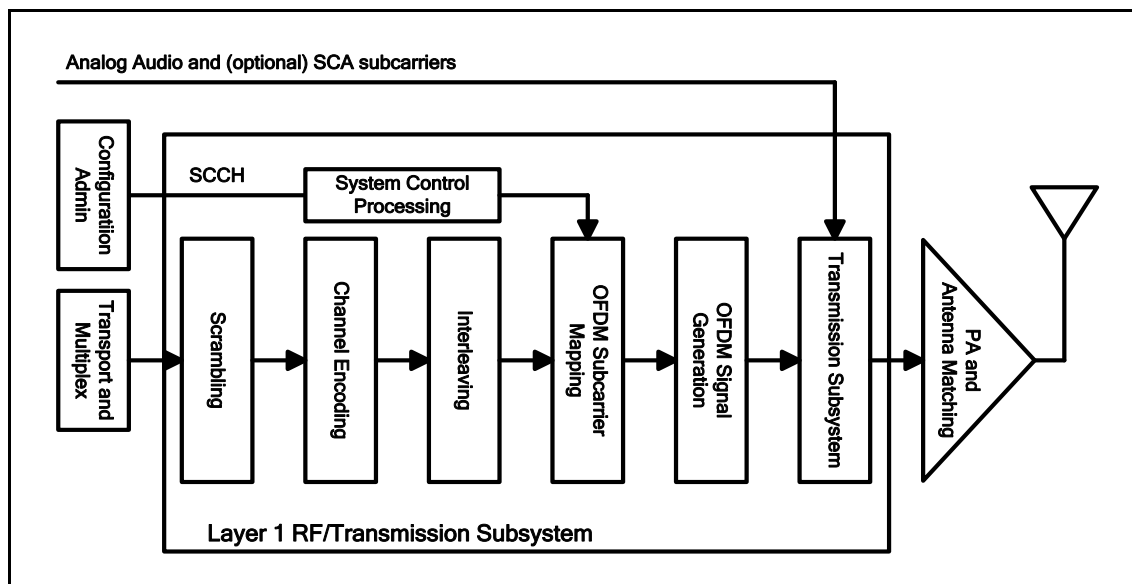 Analog Audio and (optional) SCA subcarriers
Configuratiion
Admin
SCCH
System Control
Processing
Transport and
Multiplex
Scrambling
Channel Encoding
Interleaving
OFDM Subcarrier
Mapping
OFDM Signal
Generation
Transmission Subsystem
PA and
Antenna Matching
Layer 1 RF/Transmission Subsystem